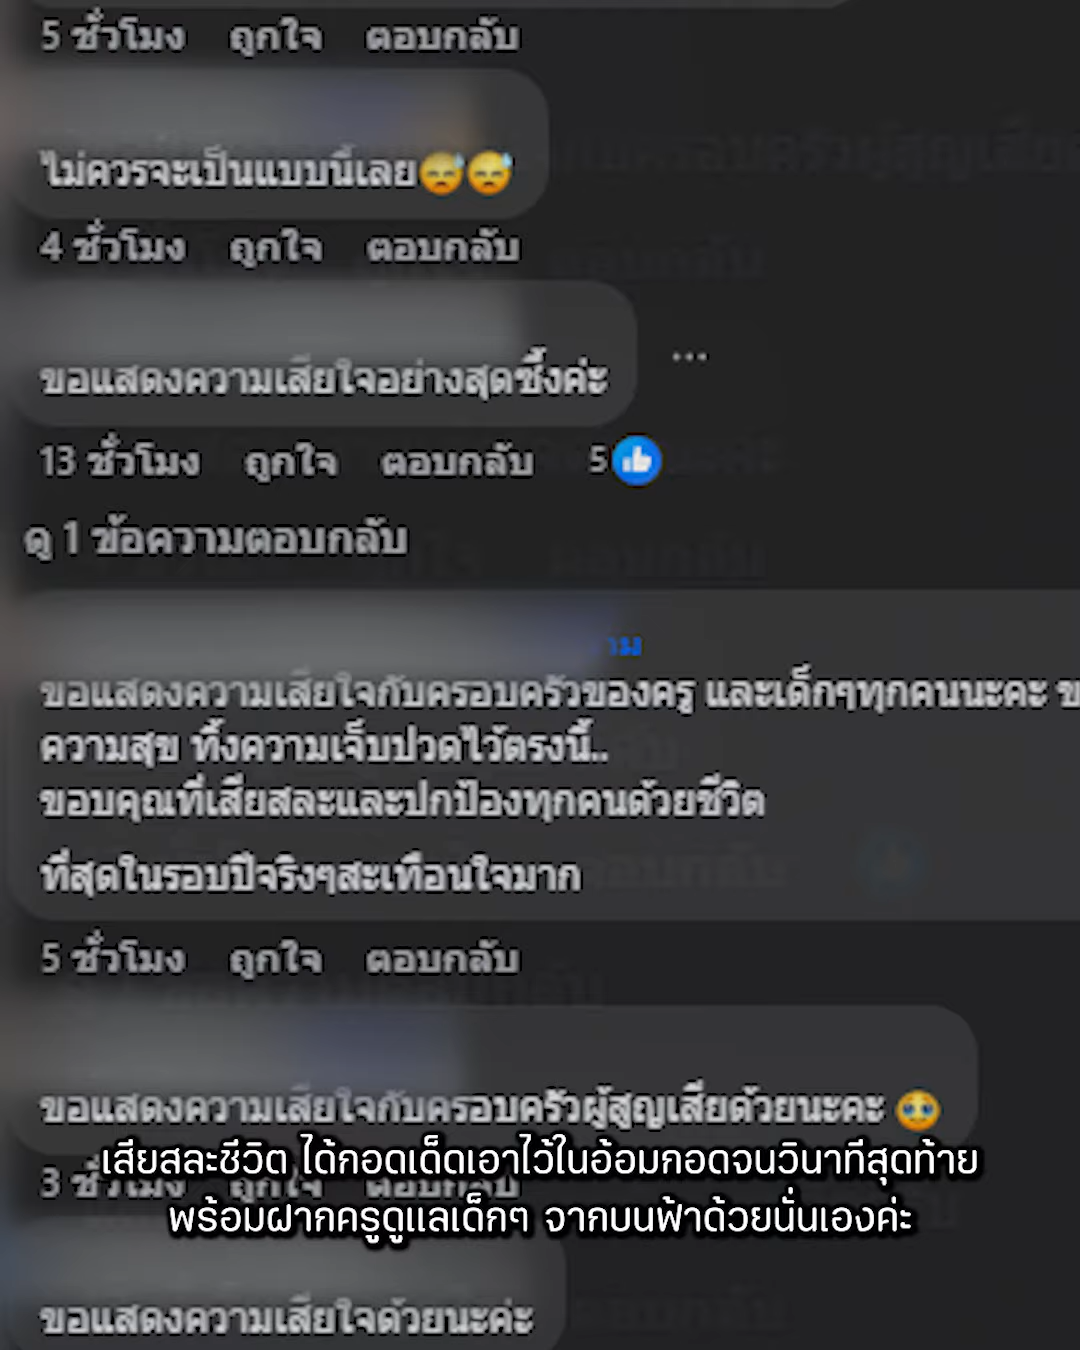 5 ชั่วโมง ถูกใจ ตอบกลับ
ไม่ควรจะเป็นแบบนี้เลย😓😓
4 ชั่วโมง ถูกใจ ตอบกลับ
ขอแสดงความเสียใจอย่างสุดซึ้งค่ะ
13 ชั่วโมง ถูกใจ ตอบกลับ 5
ดู 1 ข้อความตอบกลับ
ขอแสดงความเสียใจกับครอบครัวของครู และเด็กๆทุกคนนะคะ
ความสุข ทิ้งความเจ็บปวดไว้ตรงนี้..
ขอบคุณที่เสียสละและปกป้องทุกคนด้วยชีวิต
ที่สุดในรอบปีจริงๆสะเทือนใจมาก
5 ชั่วโมง ถูกใจ ตอบกลับ
ขอแสดงความเสียใจกับครอบครัวผู้สูญเสียด้วยนะคะ 🥹
เสียสละชีวิต ได้กอดเด็ดเอาไว้ในอ้อมกอดจนวินาทีสุดท้าย
3 ชั่วโมง ถูกใจ ตอบกลับ
พร้อมฝากครูดูแลเด็กๆ จากบนฟ้าด้วยนั่นเองค่ะ
ขอแสดงความเสียใจด้วยนะค่ะ